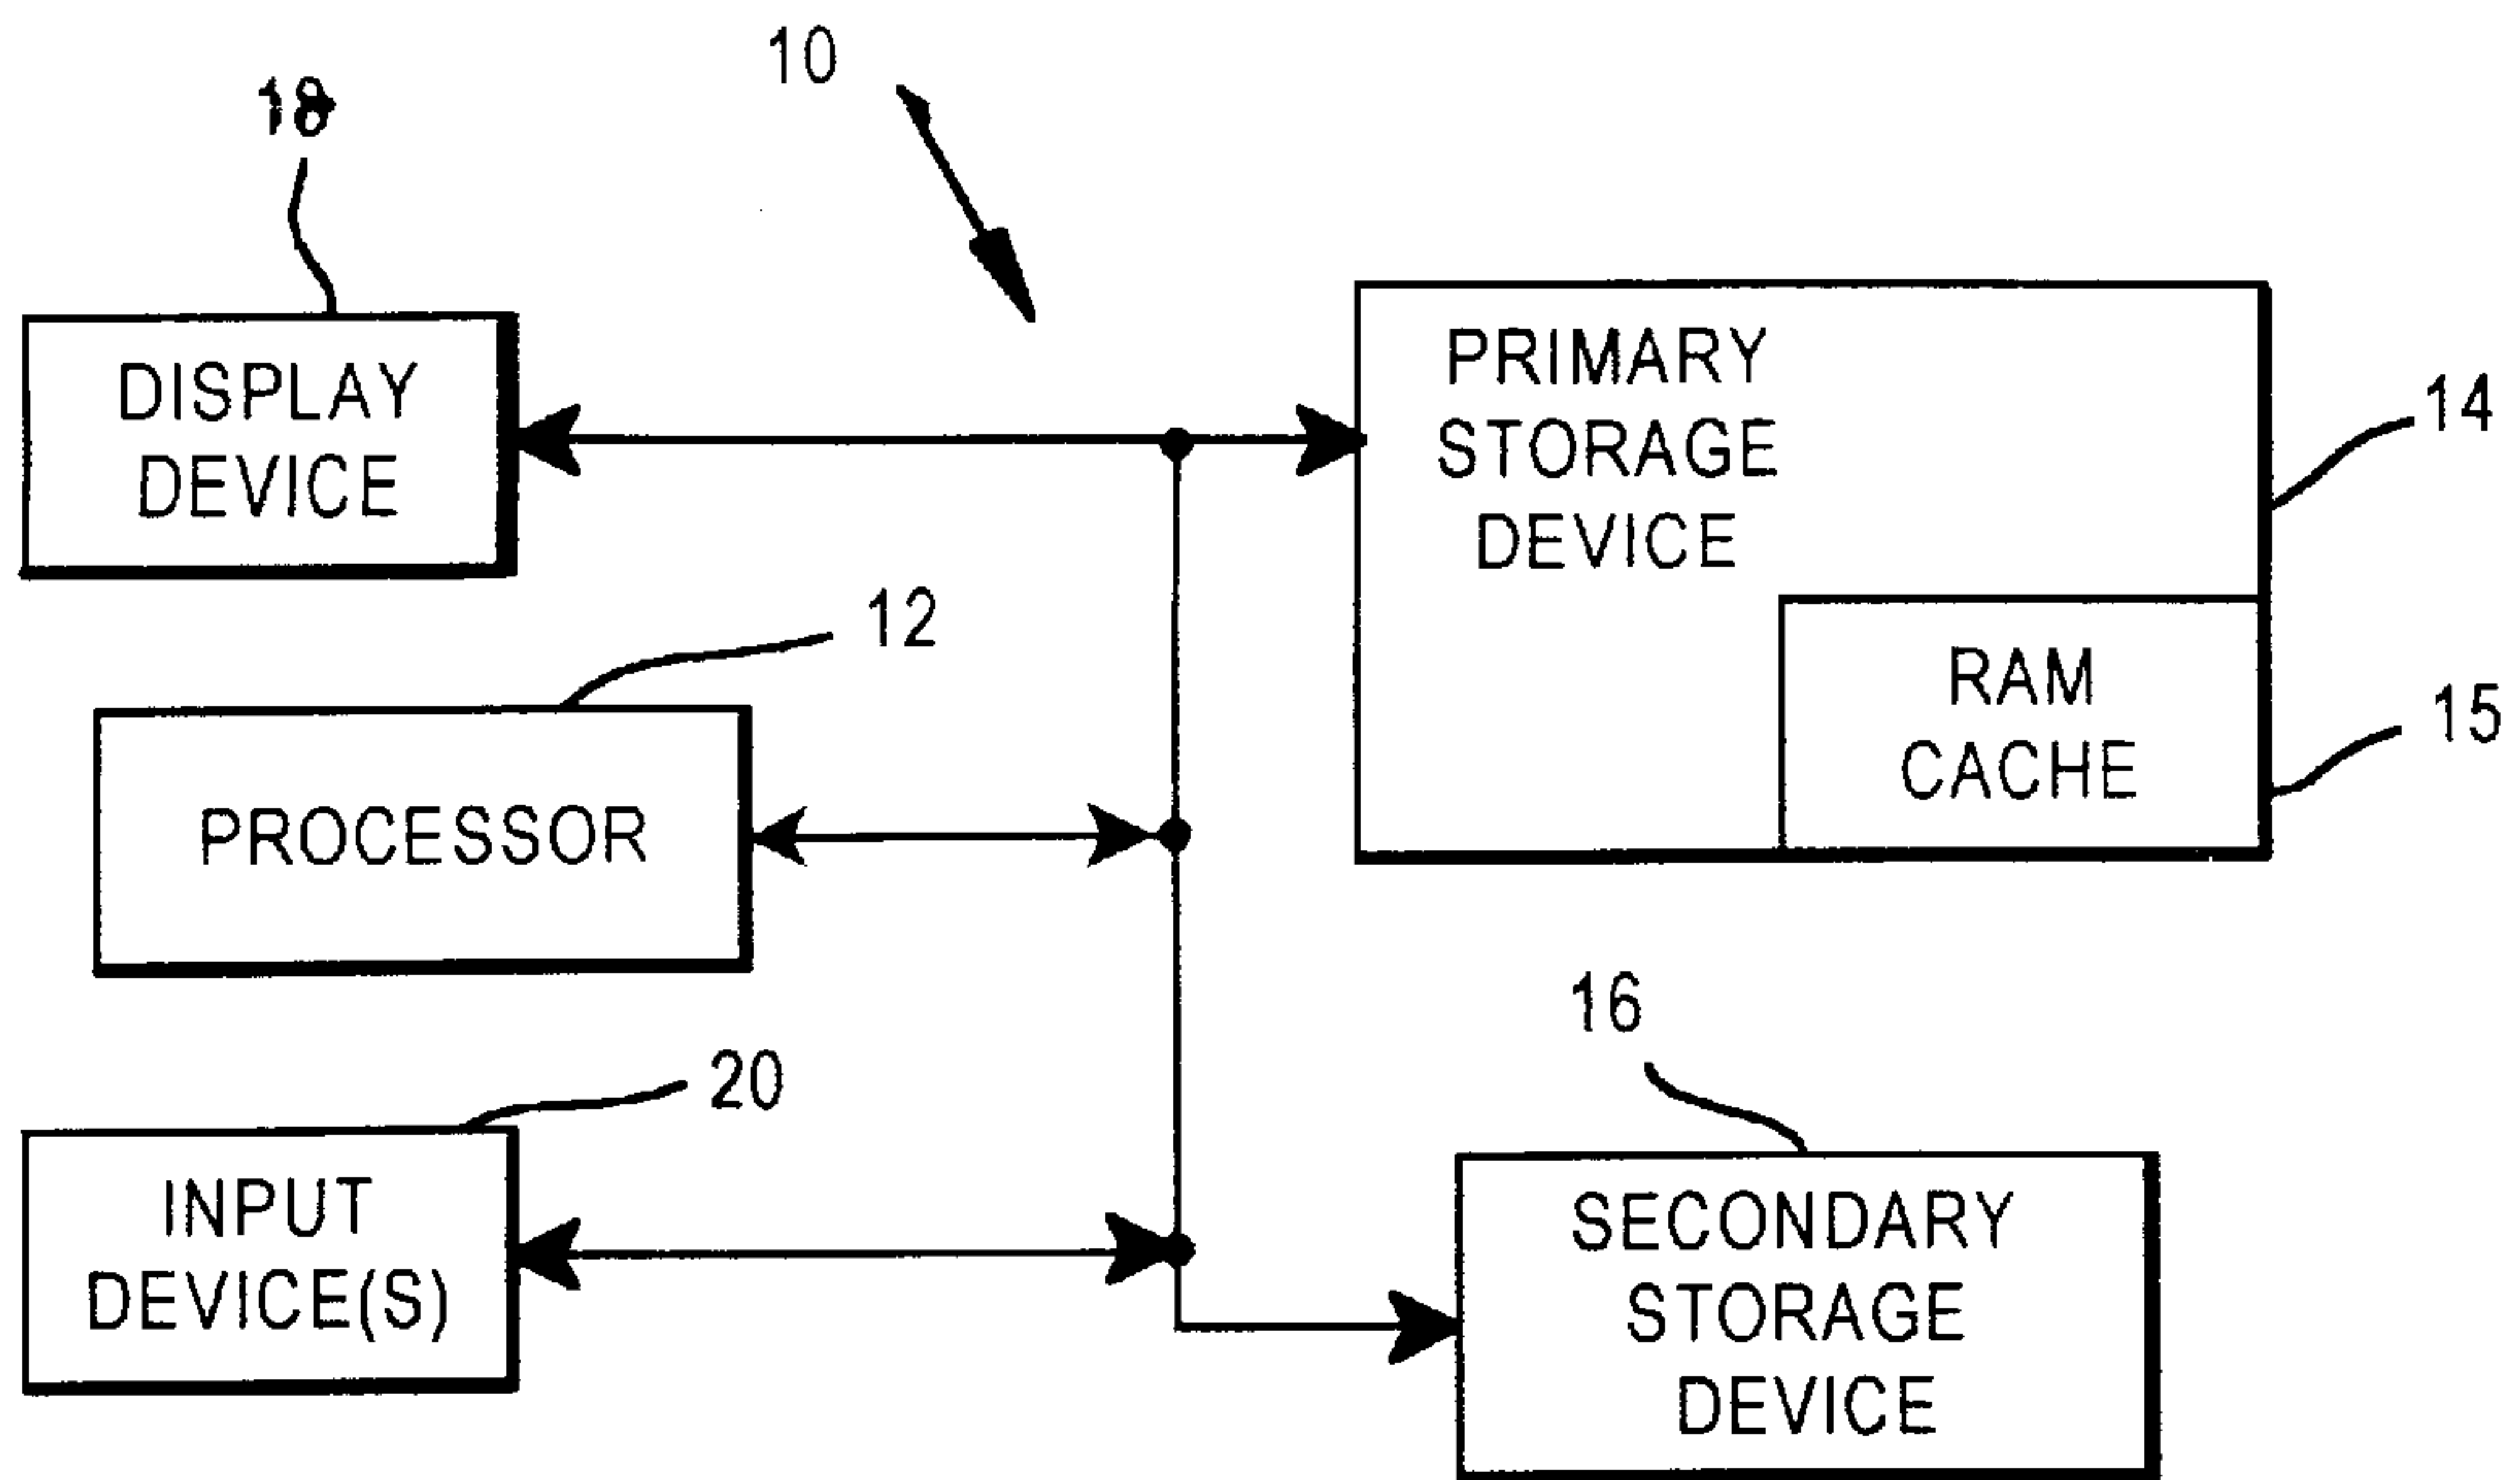 10
18
DISPLAY
DEVICE
PRIMARY
STORAGE
DEVICE
14
12
RAM
CACHE
15
PROCESSOR
16
20
INPUT
DEVICE(S)
SECONDARY
STORAGE
DEVICE